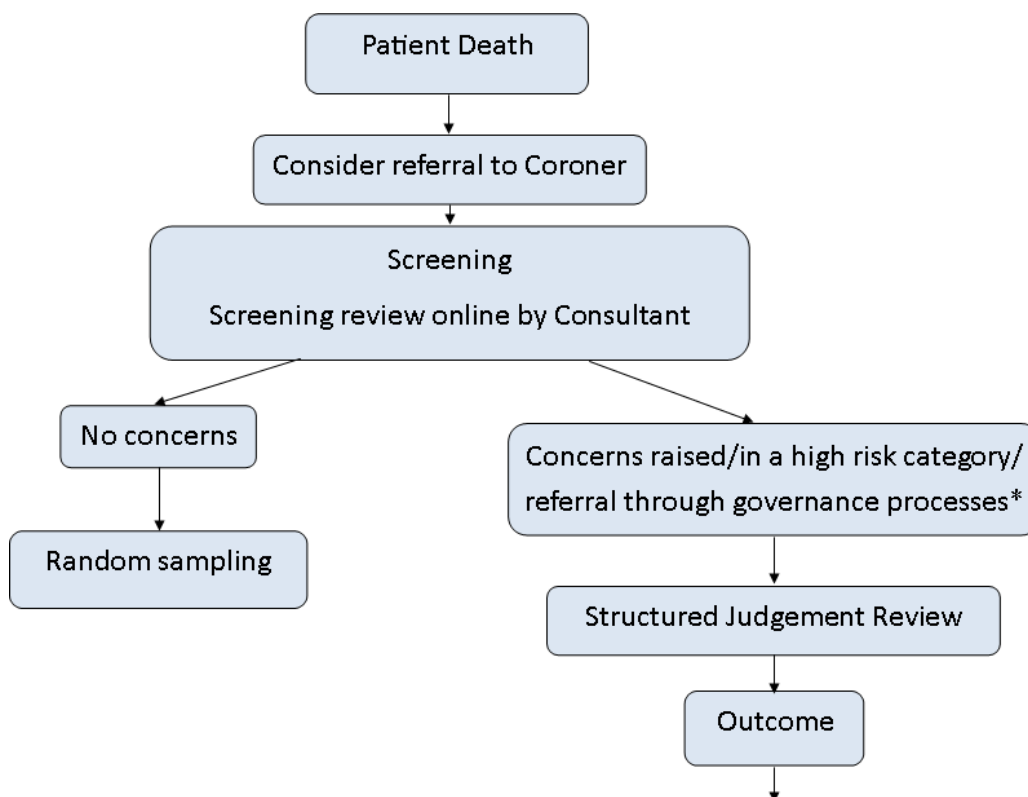 Patient Death
Consider referral to Coroner
Screening
Screening review online by Consultant
No concerns
Concerns raised/in a high risk category/
referral through governance processes*
Random sampling
Structured Judgement Review
Outcome